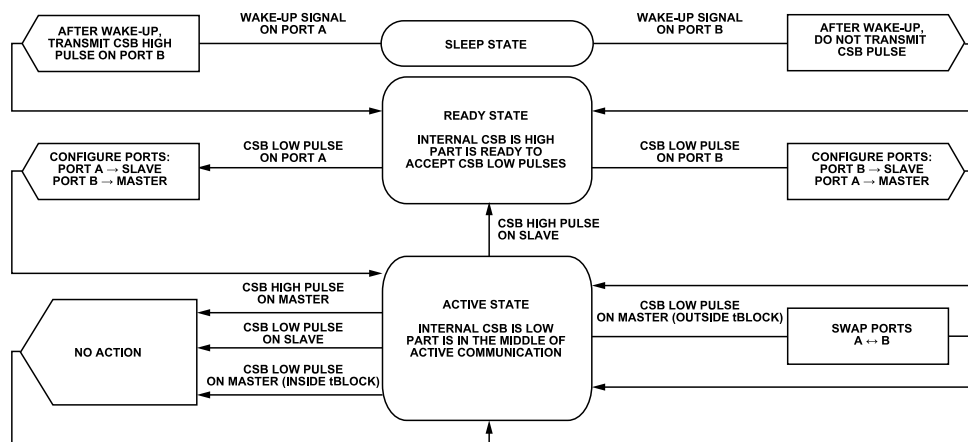 AFTER WAKE-UP,
TRANSMIT CSB HIGH
PULSE ON PORT B
WAKE-UP SIGNAL
ON PORT A
SLEEP STATE
WAKE-UP SIGNAL
ON PORT B
AFTER WAKE-UP,
DO NOT TRANSMIT
CSB PULSE
READY STATE
INTERNAL CSB IS HIGH
PART IS READY TO
ACCEPT CSB LOW PULSES
CONFIGURE PORTS:
PORT A → SLAVE
PORT B → MASTER
CSB LOW PULSE
ON PORT A
CSB LOW PULSE
ON PORT B
CONFIGURE PORTS:
PORT B → SLAVE
PORT A → MASTER
CSB HIGH PULSE
ON SLAVE
ACTIVE STATE
INTERNAL CSB IS LOW
PART IS IN THE MIDDLE OF
ACTIVE COMMUNICATION
CSB HIGH PULSE
ON MASTER
CSB LOW PULSE
ON SLAVE
CSB LOW PULSE
ON MASTER (INSIDE tBLOCK)
NO ACTION
CSB LOW PULSE
ON MASTER (OUTSIDE tBLOCK)
SWAP PORTS
A ↔ B